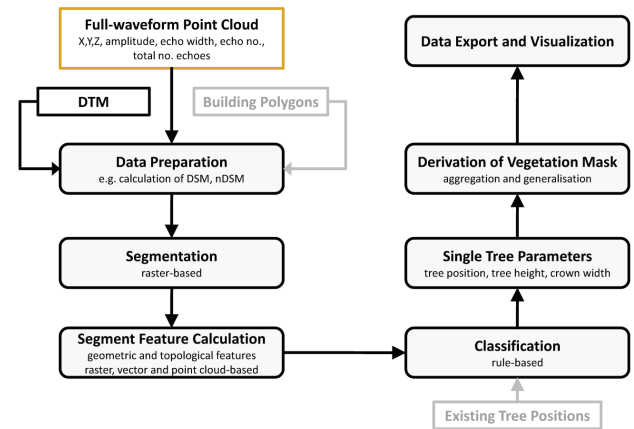 Full-waveform Point Cloud
X,Y,Z, amplitude, echo width, echo no.,
total no. echoes
DTM
Building Polygons
Data Preparation
e.g. calculation of DSM, nDSM
Segmentation
raster-based
Segment Feature Calculation
geometric and topological features
raster, vector and point cloud-based
Data Export and Visualization
Derivation of Vegetation Mask
aggregation and generalisation
Single Tree Parameters
tree position, tree height, crown width
Classification
rule-based
Existing Tree Positions